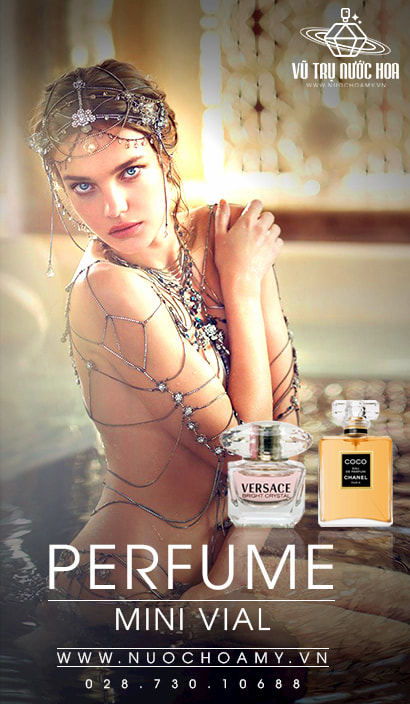 VŨ TRỤ NƯỚC HOA
WWW.NUOCHOAMY.VN
VERSACE
BRIGHT CRYSTAL
COCO
EAU DE PARFUM
CHANEL
PARIS
PERFUME
MINI VIAL
WWW.NUOCHOAMY.VN
028.730.10688